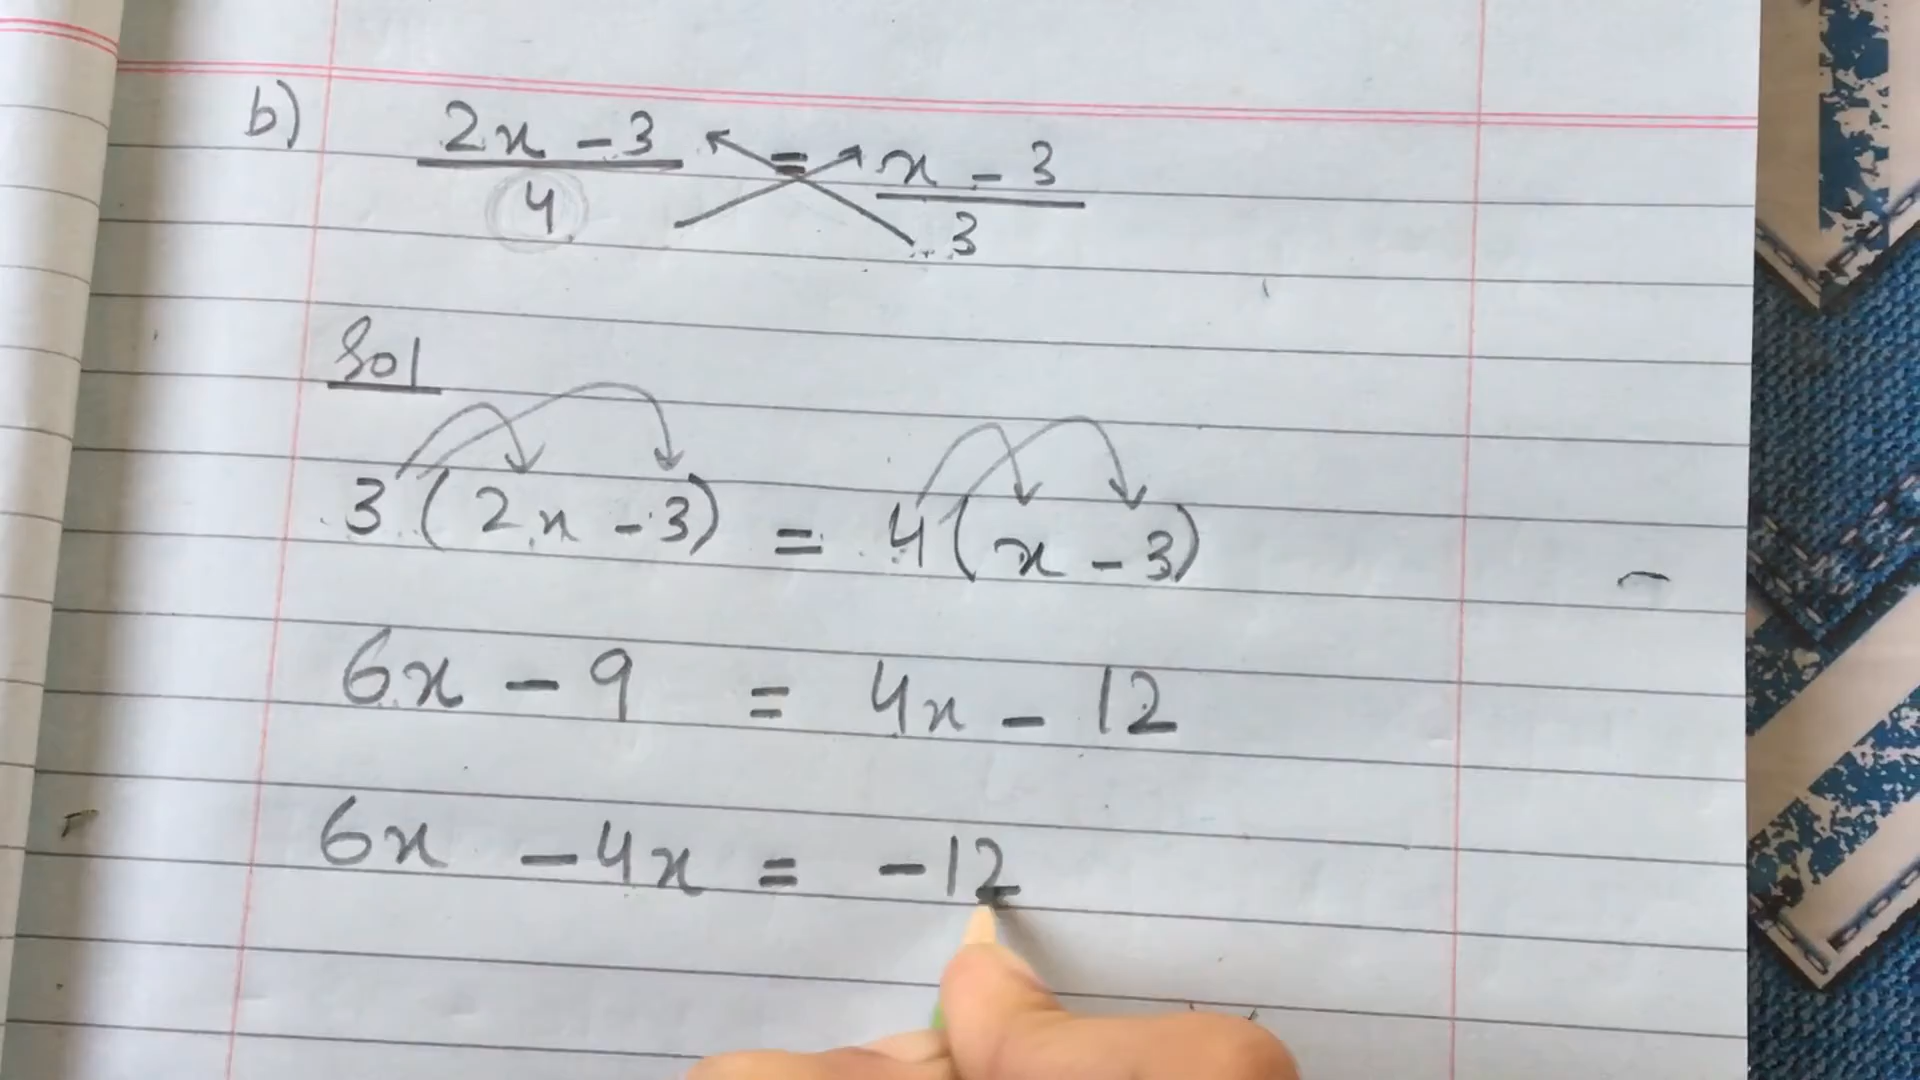 b) 2x - 3 = x - 3
4 3
Sol
3 ( 2x - 3) = 4 ( x - 3)
6x - 9 = 4x - 12
6x - 4x = -12